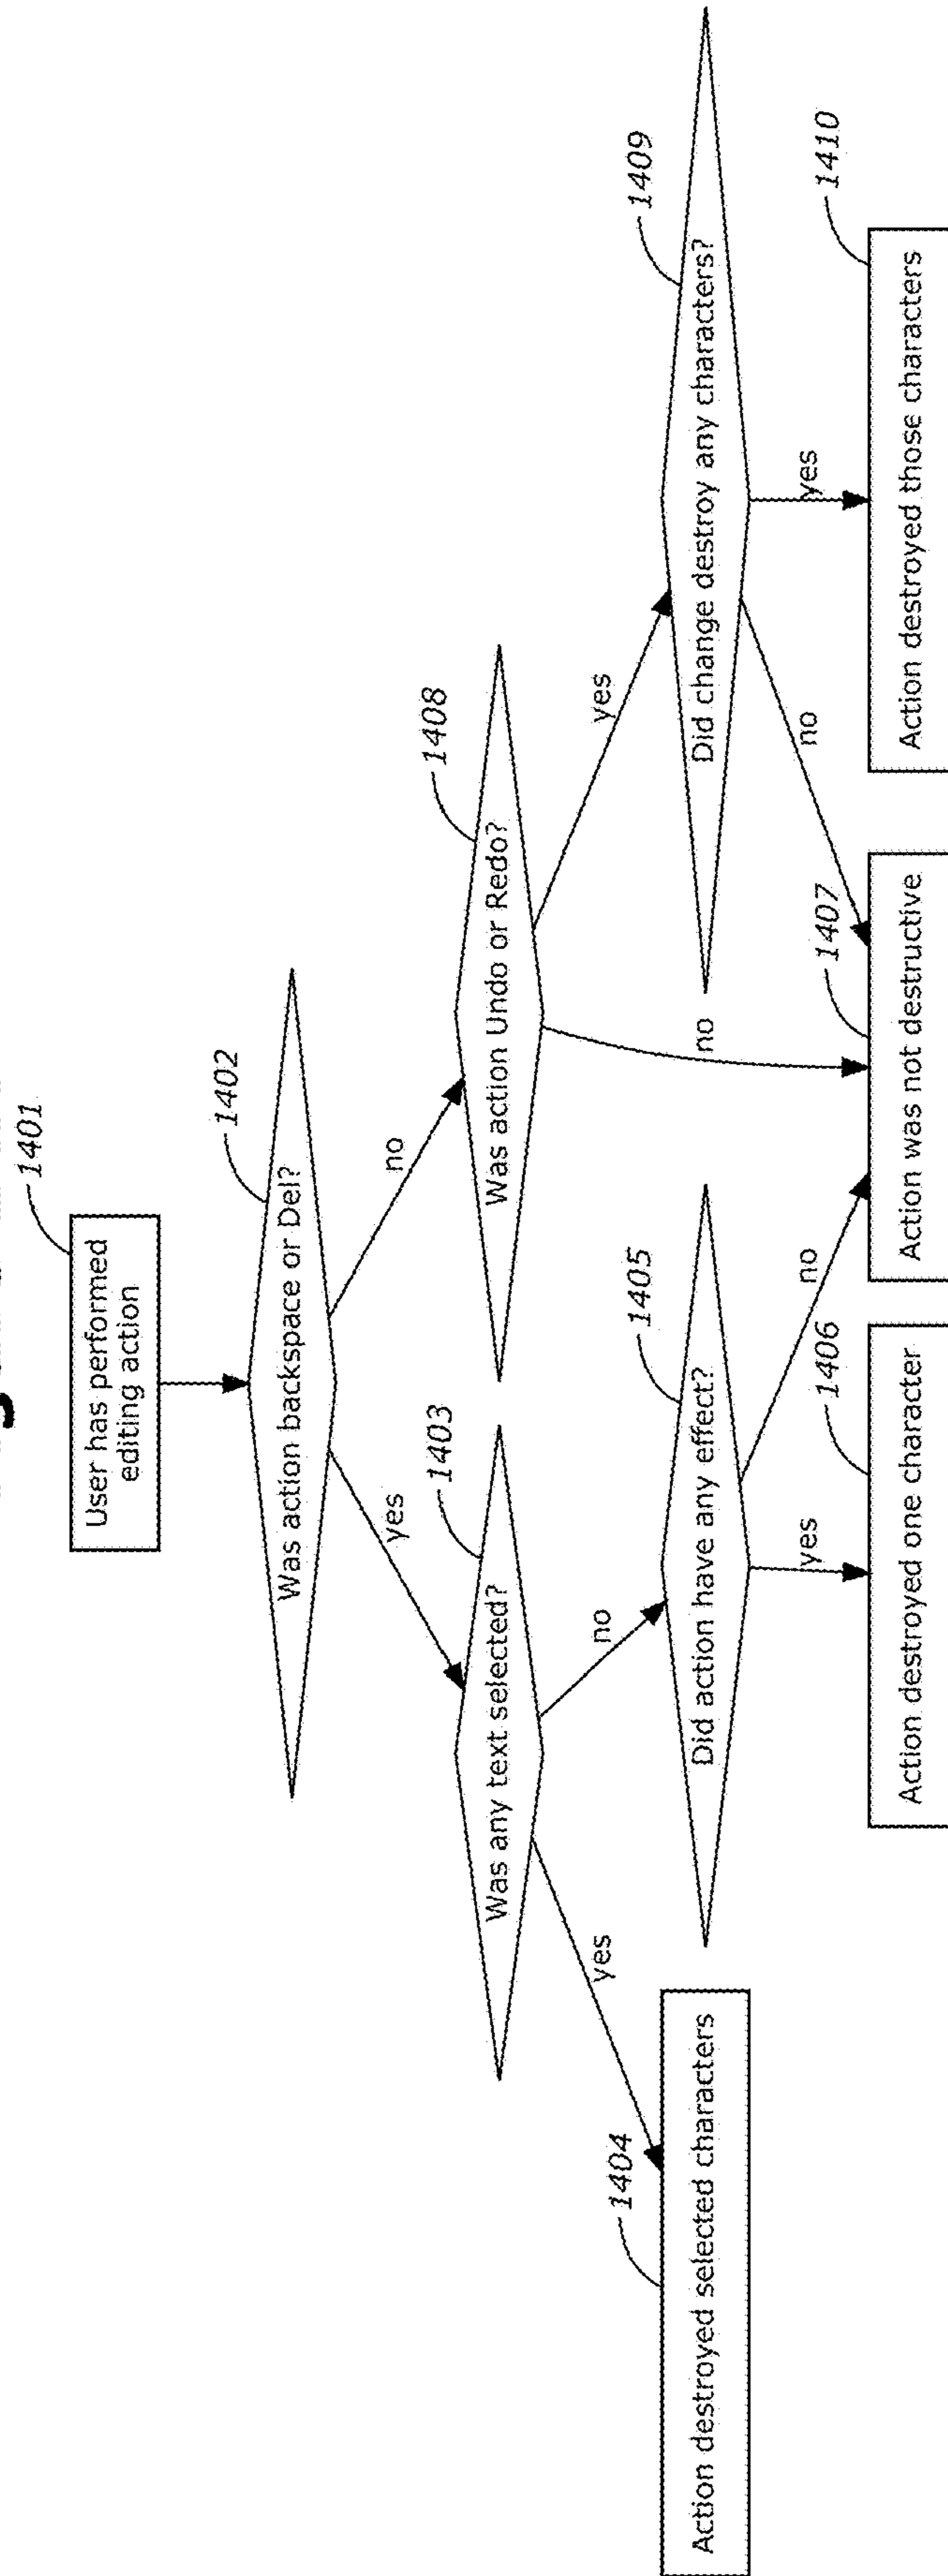 1401
User has performed
editing action
1402
Was action backspace or Del?
yes
no
1403
Was any text selected?
1408
Was action Undo or Redo?
yes
no
no
yes
1404
Action destroyed selected characters
1405
Did action have any effect?
1409
Did change destroy any characters?
yes
no
no
yes
1406
Action destroyed one character
1407
Action was not destructive
1410
Action destroyed those characters